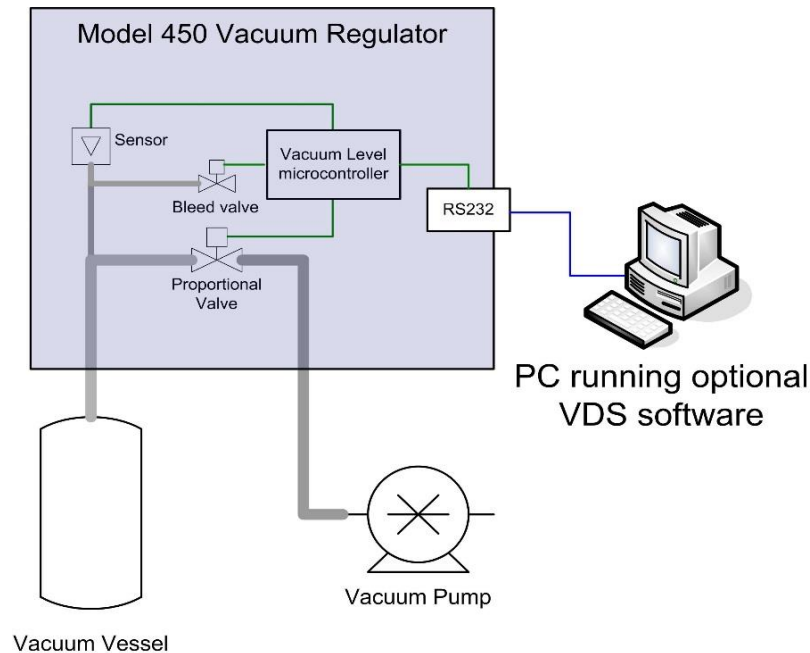 Model 450 Vacuum Regulator
Sensor
Vacuum Level
microcontroller
Bleed valve
RS232
Proportional
Valve
PC running optional
VDS software
Vacuum Pump
Vacuum Vessel